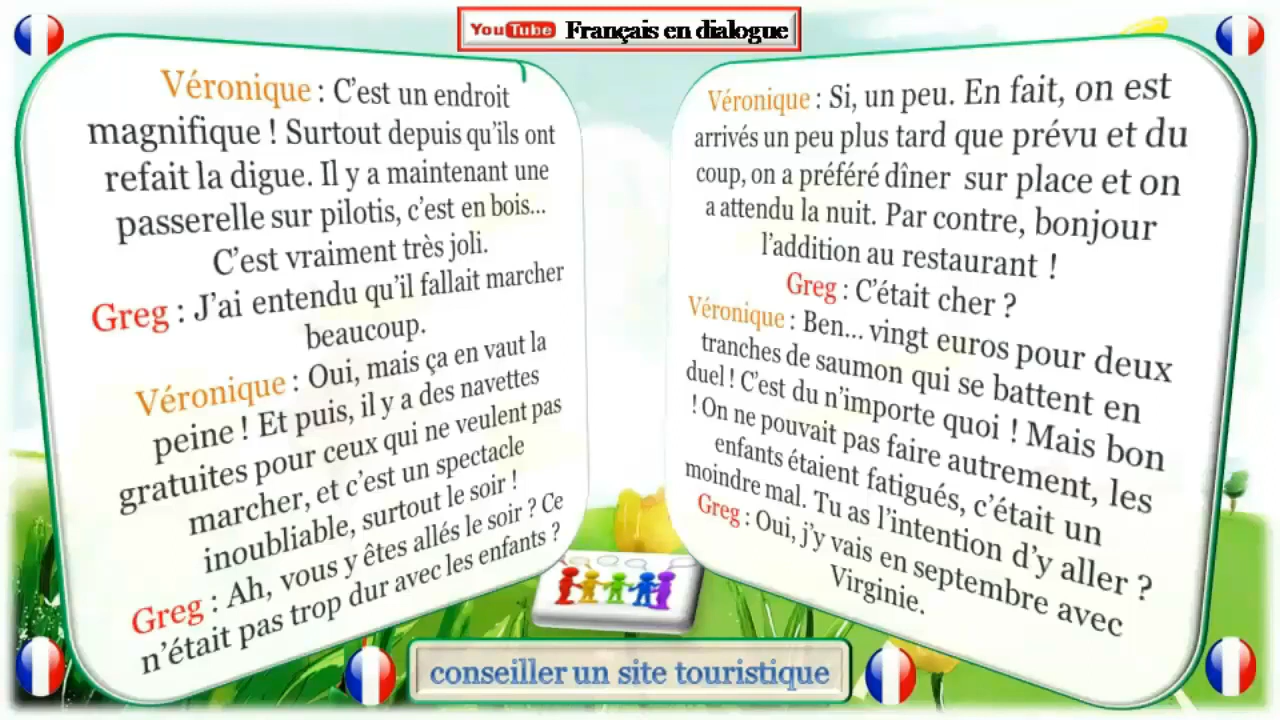 YouTube Français en dialogue
Véronique : C'est un endroit
magnifique ! Surtout depuis qu'ils ont
refait la digue. Il y a maintenant une
passerelle sur pilotis, c'est en bois...
C'est vraiment très joli.
Greg : J'ai entendu qu'il fallait marcher
beaucoup.
Véronique : Oui, mais ça en vaut la
peine ! Et puis, il y a des navettes
gratuites pour ceux qui ne veulent pas
marcher, et c'est un spectacle
inoubliable, surtout le soir !
Greg : Ah, vous y êtes allés le soir ? Ce
n'était pas trop dur avec les enfants ?
Véronique : Si, un peu. En fait, on est
arrivés un peu plus tard que prévu et du
coup, on a préféré dîner sur place et on
a attendu la nuit. Par contre, bonjour
l'addition au restaurant !
Greg : C'était cher ?
Véronique : Ben... vingt euros pour deux
tranches de saumon qui se battent en
duel ! C'est du n'importe quoi ! Mais bon
! On ne pouvait pas faire autrement, les
enfants étaient fatigués, c'était un
moindre mal. Tu as l'intention d'y aller ?
Greg : Oui, j'y vais en septembre avec
Virginie.
conseiller un site touristique